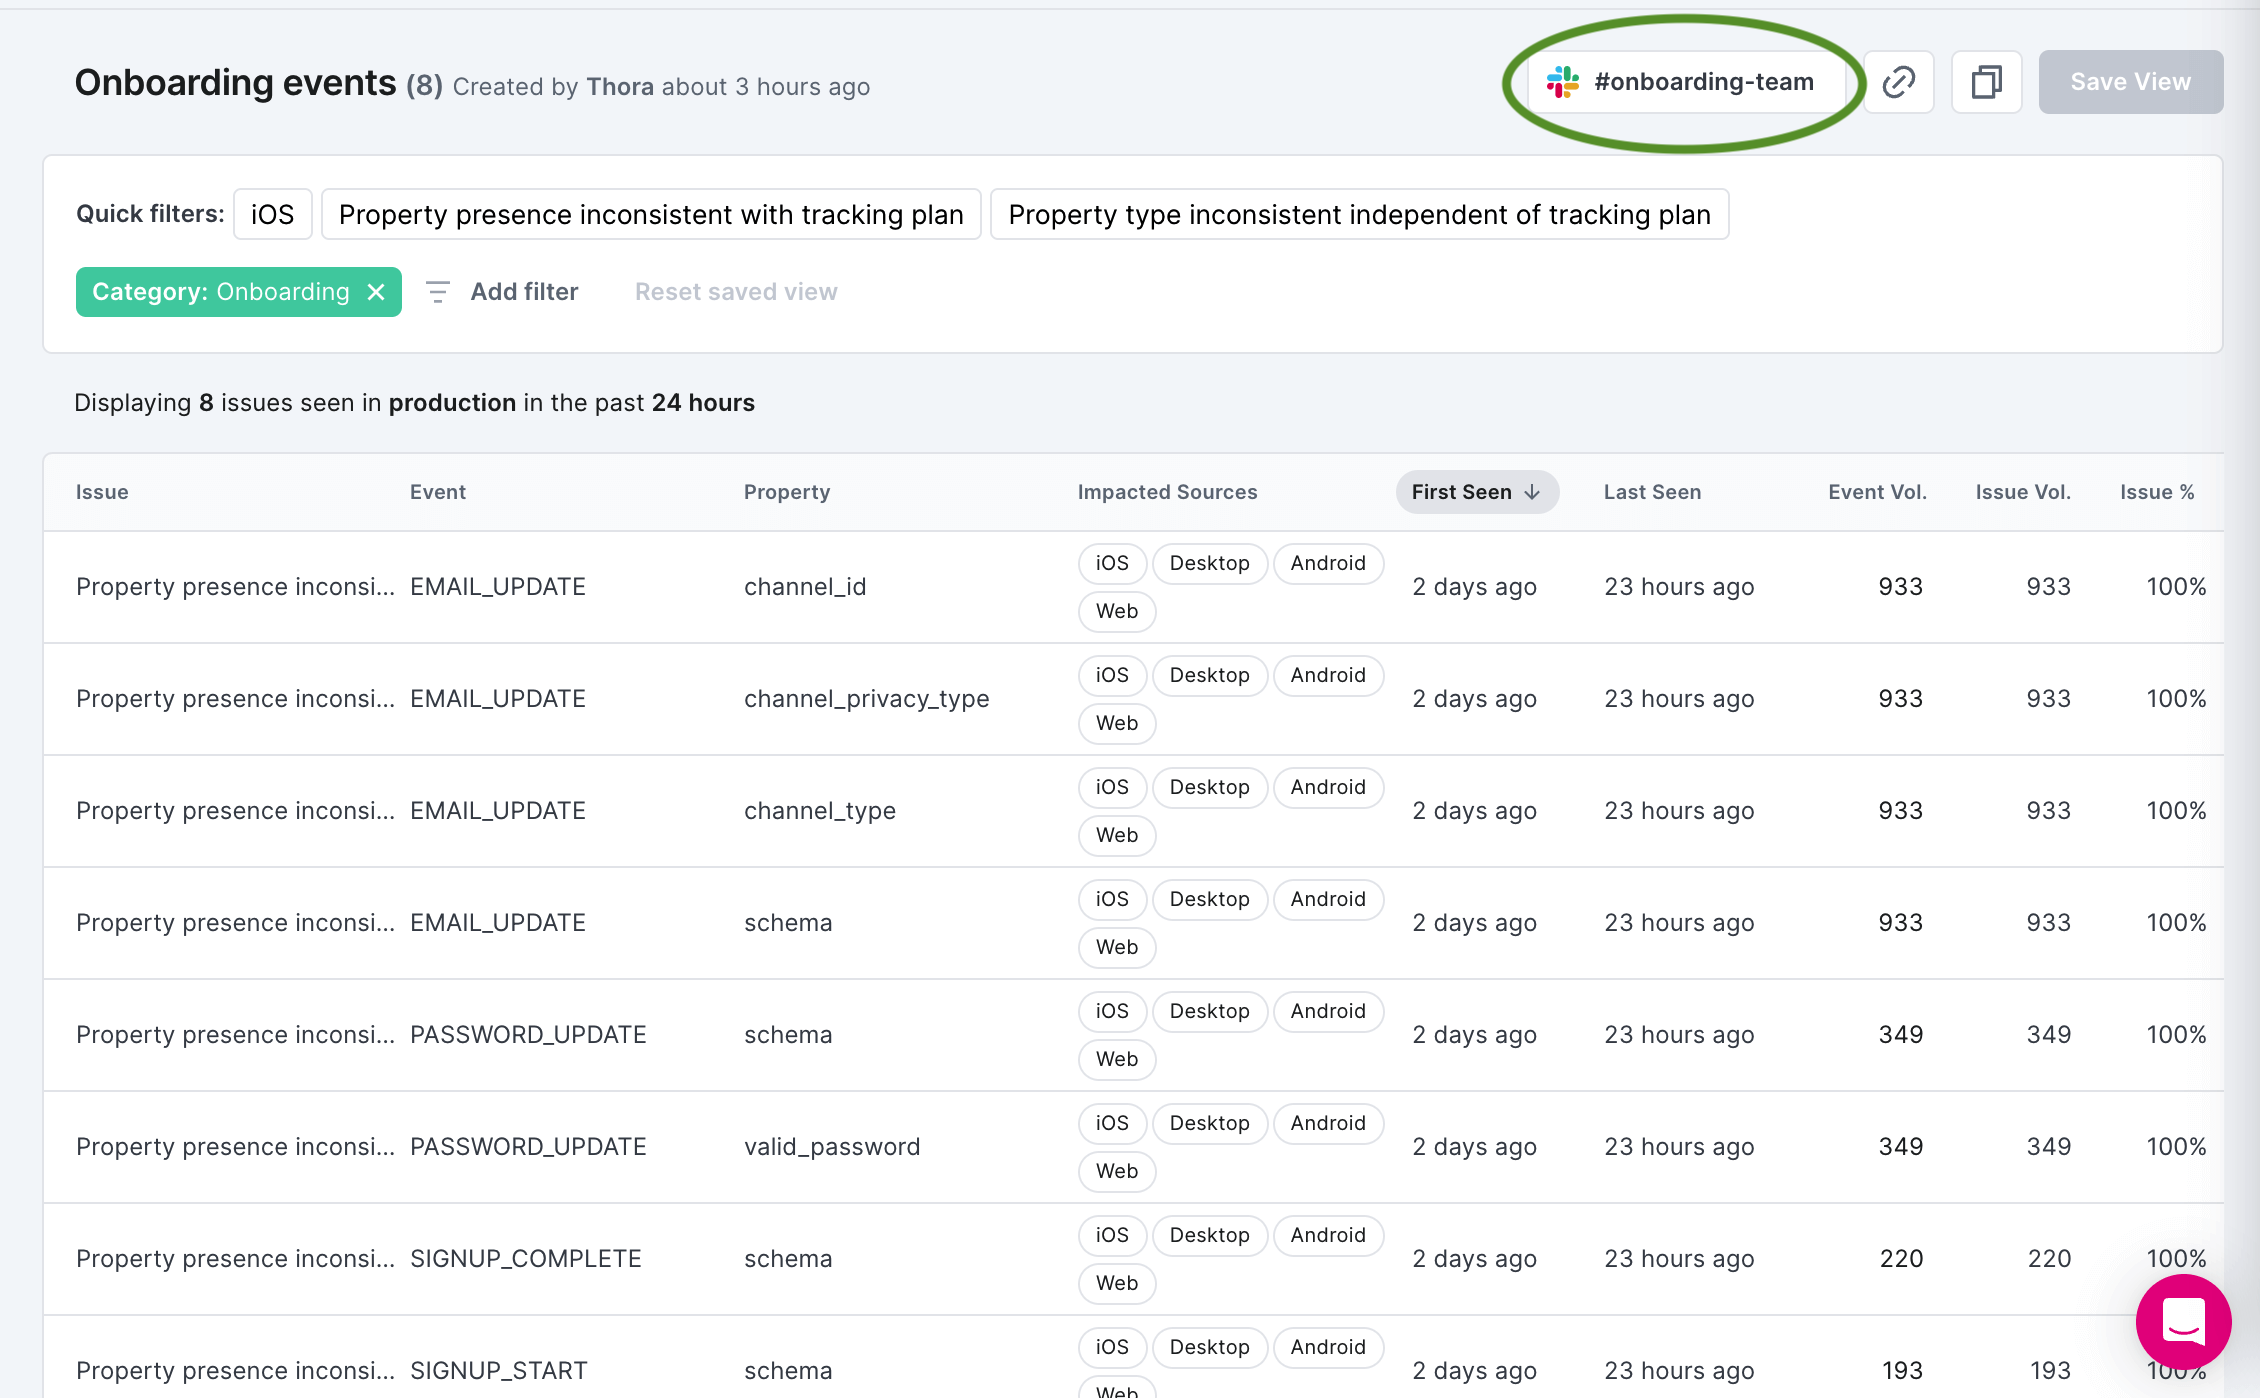 Onboarding events (8) Created by Thora about 3 hours ago #onboarding-team Save View
Quick filters: iOS Property presence inconsistent with tracking plan Property type inconsistent independent of tracking plan
Category: Onboarding Add filter Reset saved view
Displaying 8 issues seen in production in the past 24 hours
Issue Event Property Impacted Sources First Seen Last Seen Event Vol. Issue Vol. Issue %
Property presence inconsi... EMAIL_UPDATE channel_id iOS Desktop Android 2 days ago 23 hours ago 933 933 100%
Web
Property presence inconsi... EMAIL_UPDATE channel_privacy_type iOS Desktop Android 2 days ago 23 hours ago 933 933 100%
Web
Property presence inconsi... EMAIL_UPDATE channel_type iOS Desktop Android 2 days ago 23 hours ago 933 933 100%
Web
Property presence inconsi... EMAIL_UPDATE schema iOS Desktop Android 2 days ago 23 hours ago 933 933 100%
Web
Property presence inconsi... PASSWORD_UPDATE schema iOS Desktop Android 2 days ago 23 hours ago 349 349 100%
Web
Property presence inconsi... PASSWORD_UPDATE valid_password iOS Desktop Android 2 days ago 23 hours ago 349 349 100%
Web
Property presence inconsi... SIGNUP_COMPLETE schema iOS Desktop Android 2 days ago 23 hours ago 220 220 100%
Web
Property presence inconsi... SIGNUP_START schema iOS Desktop Android 2 days ago 23 hours ago 193 193 100%
Web